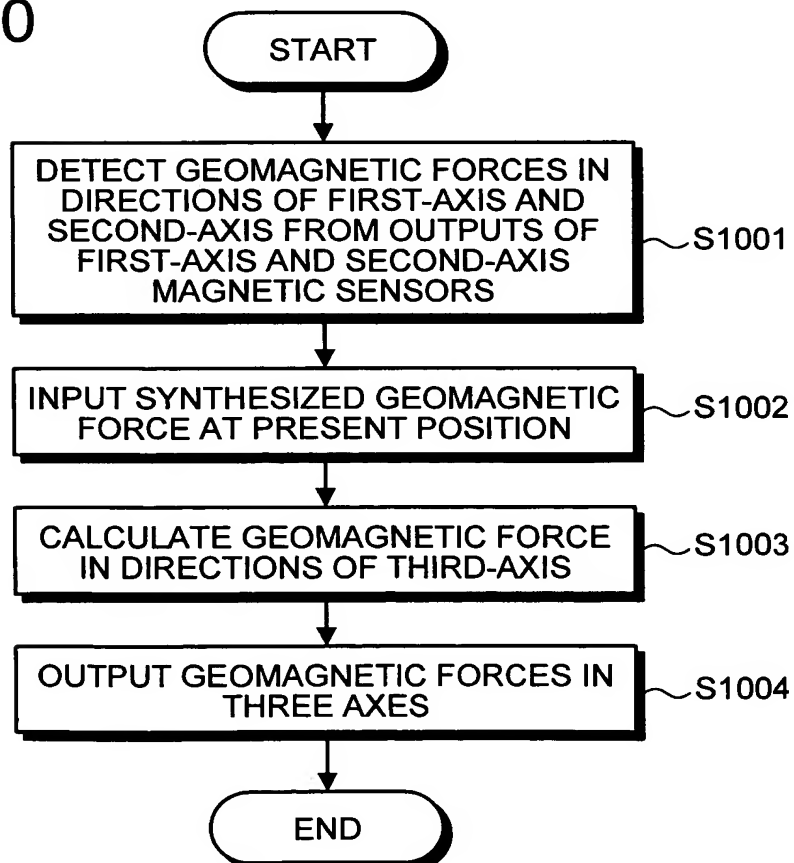 0
START
DETECT GEOMAGNETIC FORCES IN
DIRECTIONS OF FIRST-AXIS AND
SECOND-AXIS FROM OUTPUTS OF
FIRST-AXIS AND SECOND-AXIS
MAGNETIC SENSORS
S1001
INPUT SYNTHESIZED GEOMAGNETIC
FORCE AT PRESENT POSITION
S1002
CALCULATE GEOMAGNETIC FORCE
IN DIRECTIONS OF THIRD-AXIS
S1003
OUTPUT GEOMAGNETIC FORCES IN
THREE AXES
S1004
END